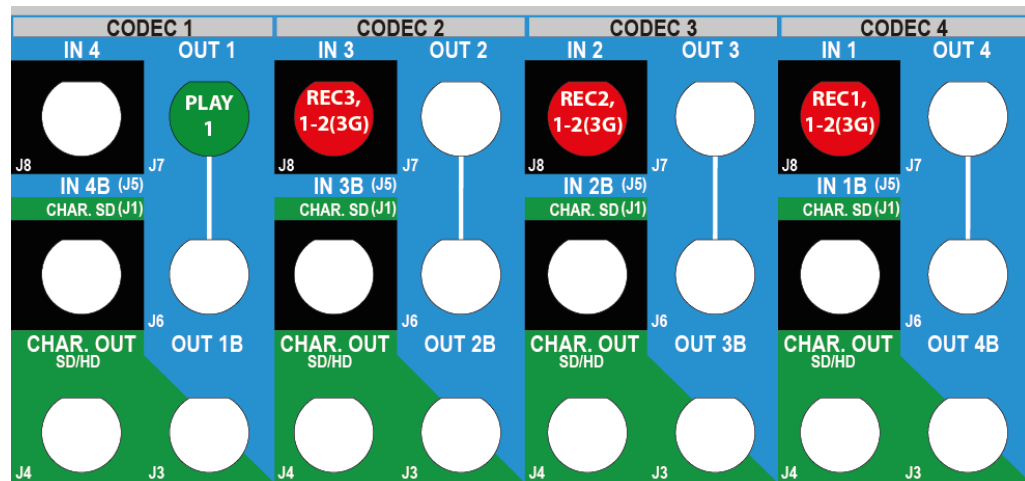 CODEC 1 CODEC 2 CODEC 3 CODEC 4
IN 4 OUT 1 IN 3 OUT 2 IN 2 OUT 3 IN 1 OUT 4
PLAY REC3, REC2, REC1,
1 1-2(3G) 1-2(3G) 1-2(3G)
J8 J7 J8 J7 J8 J7 J8 J7
IN 4B (J5) IN 3B (J5) IN 2B (J5) IN 1B (J5)
CHAR. SD (J1) CHAR. SD (J1) CHAR. SD (J1) CHAR. SD (J1)
J6 J6 J6 J6
CHAR. OUT OUT 1B CHAR. OUT OUT 2B CHAR. OUT OUT 3B CHAR. OUT OUT 4B
SD/HD SD/HD SD/HD SD/HD
J4 J3 J4 J3 J4 J3 J4 J3